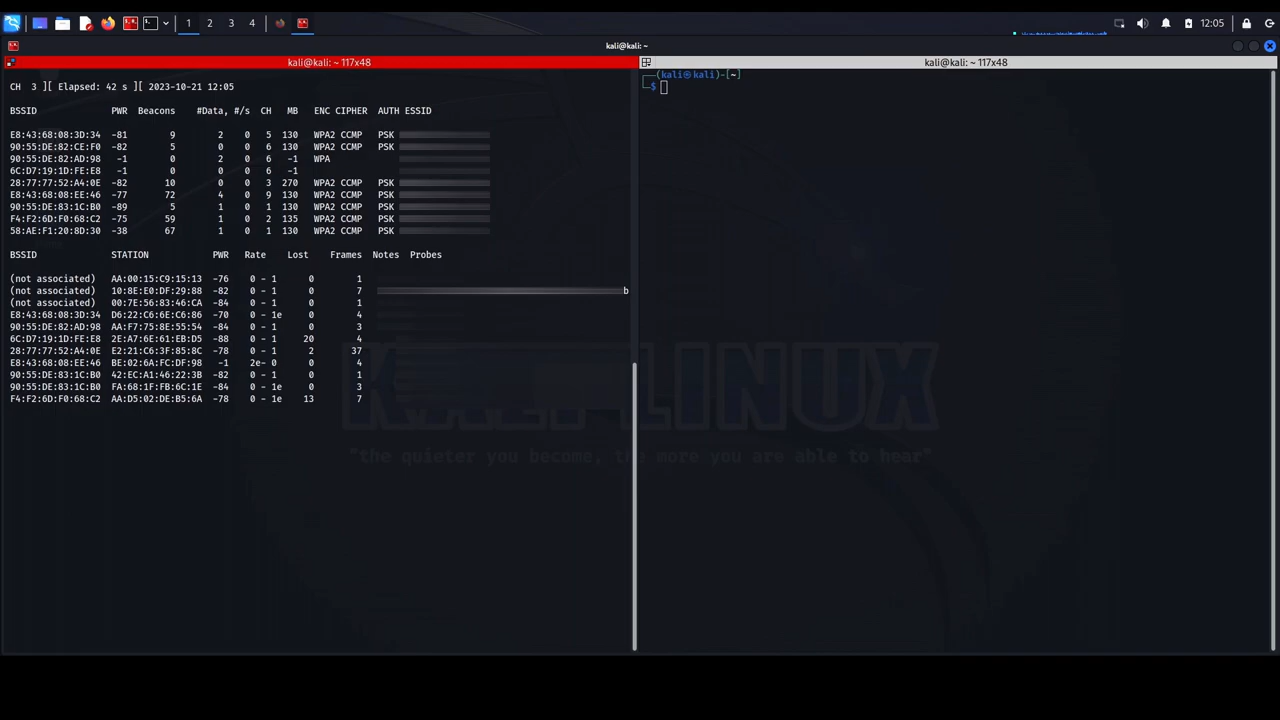 1 2 3 4 12:05
kali@kali: ~
kali@kali: ~ 117x48
CH 3 ][ Elapsed: 42 s ][ 2023-10-21 12:05
BSSID PWR Beacons #Data, #/s CH MB ENC CIPHER AUTH ESSID
E8:43:68:08:3D:34 -81 9 2 0 5 130 WPA2 CCMP PSK
90:55:DE:82:CE:F0 -82 5 0 0 6 130 WPA2 CCMP PSK
90:55:DE:82:AD:98 -1 0 2 0 6 -1 WPA
6C:D7:19:1D:FE:E8 -1 0 0 0 6 -1
28:77:77:52:A4:0E -82 10 0 0 3 270 WPA2 CCMP PSK
E8:43:68:08:EE:46 -77 72 4 0 9 130 WPA2 CCMP PSK
90:55:DE:83:1C:B0 -89 5 1 0 1 130 WPA2 CCMP PSK
F4:F2:6D:F0:68:C2 -75 59 1 0 2 135 WPA2 CCMP PSK
58:AE:F1:20:8D:30 -38 67 1 0 1 130 WPA2 CCMP PSK
BSSID STATION PWR Rate Lost Frames Notes Probes
(not associated) AA:00:15:C9:15:13 -76 0 - 1 0 1
(not associated) 10:8E:E0:DF:29:88 -82 0 - 1 0 7 b
(not associated) 00:7E:56:83:46:CA -84 0 - 1 0 1
E8:43:68:08:3D:34 D6:22:C6:6E:C6:86 -70 0 - 1e 0 4
90:55:DE:82:AD:98 AA:F7:75:8E:55:54 -84 0 - 1 0 3
6C:D7:19:1D:FE:E8 2E:A7:6E:61:EB:D5 -88 0 - 1 20 4
28:77:77:52:A4:0E E2:21:C6:3F:85:8C -78 0 - 1 2 37
E8:43:68:08:EE:46 BE:02:6A:FC:DF:98 -1 2e- 0 0 4
90:55:DE:83:1C:B0 42:EC:A1:46:22:3B -82 0 - 1 0 1
90:55:DE:83:1C:B0 FA:68:1F:FB:6C:1E -84 0 - 1e 0 3
F4:F2:6D:F0:68:C2 AA:D5:02:DE:B5:6A -78 0 - 1e 13 7
kali@kali: ~ 117x48
(kali㉿kali)-[~]
$
KALI LINUX
"the quieter you become, the more you are able to hear"